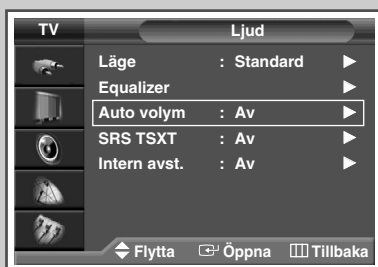 TV Ljud
Läge : Standard
Equalizer
Auto volym : Av
SRS TSXT : Av
Intern avst. : Av
Flytta Öppna Tillbaka